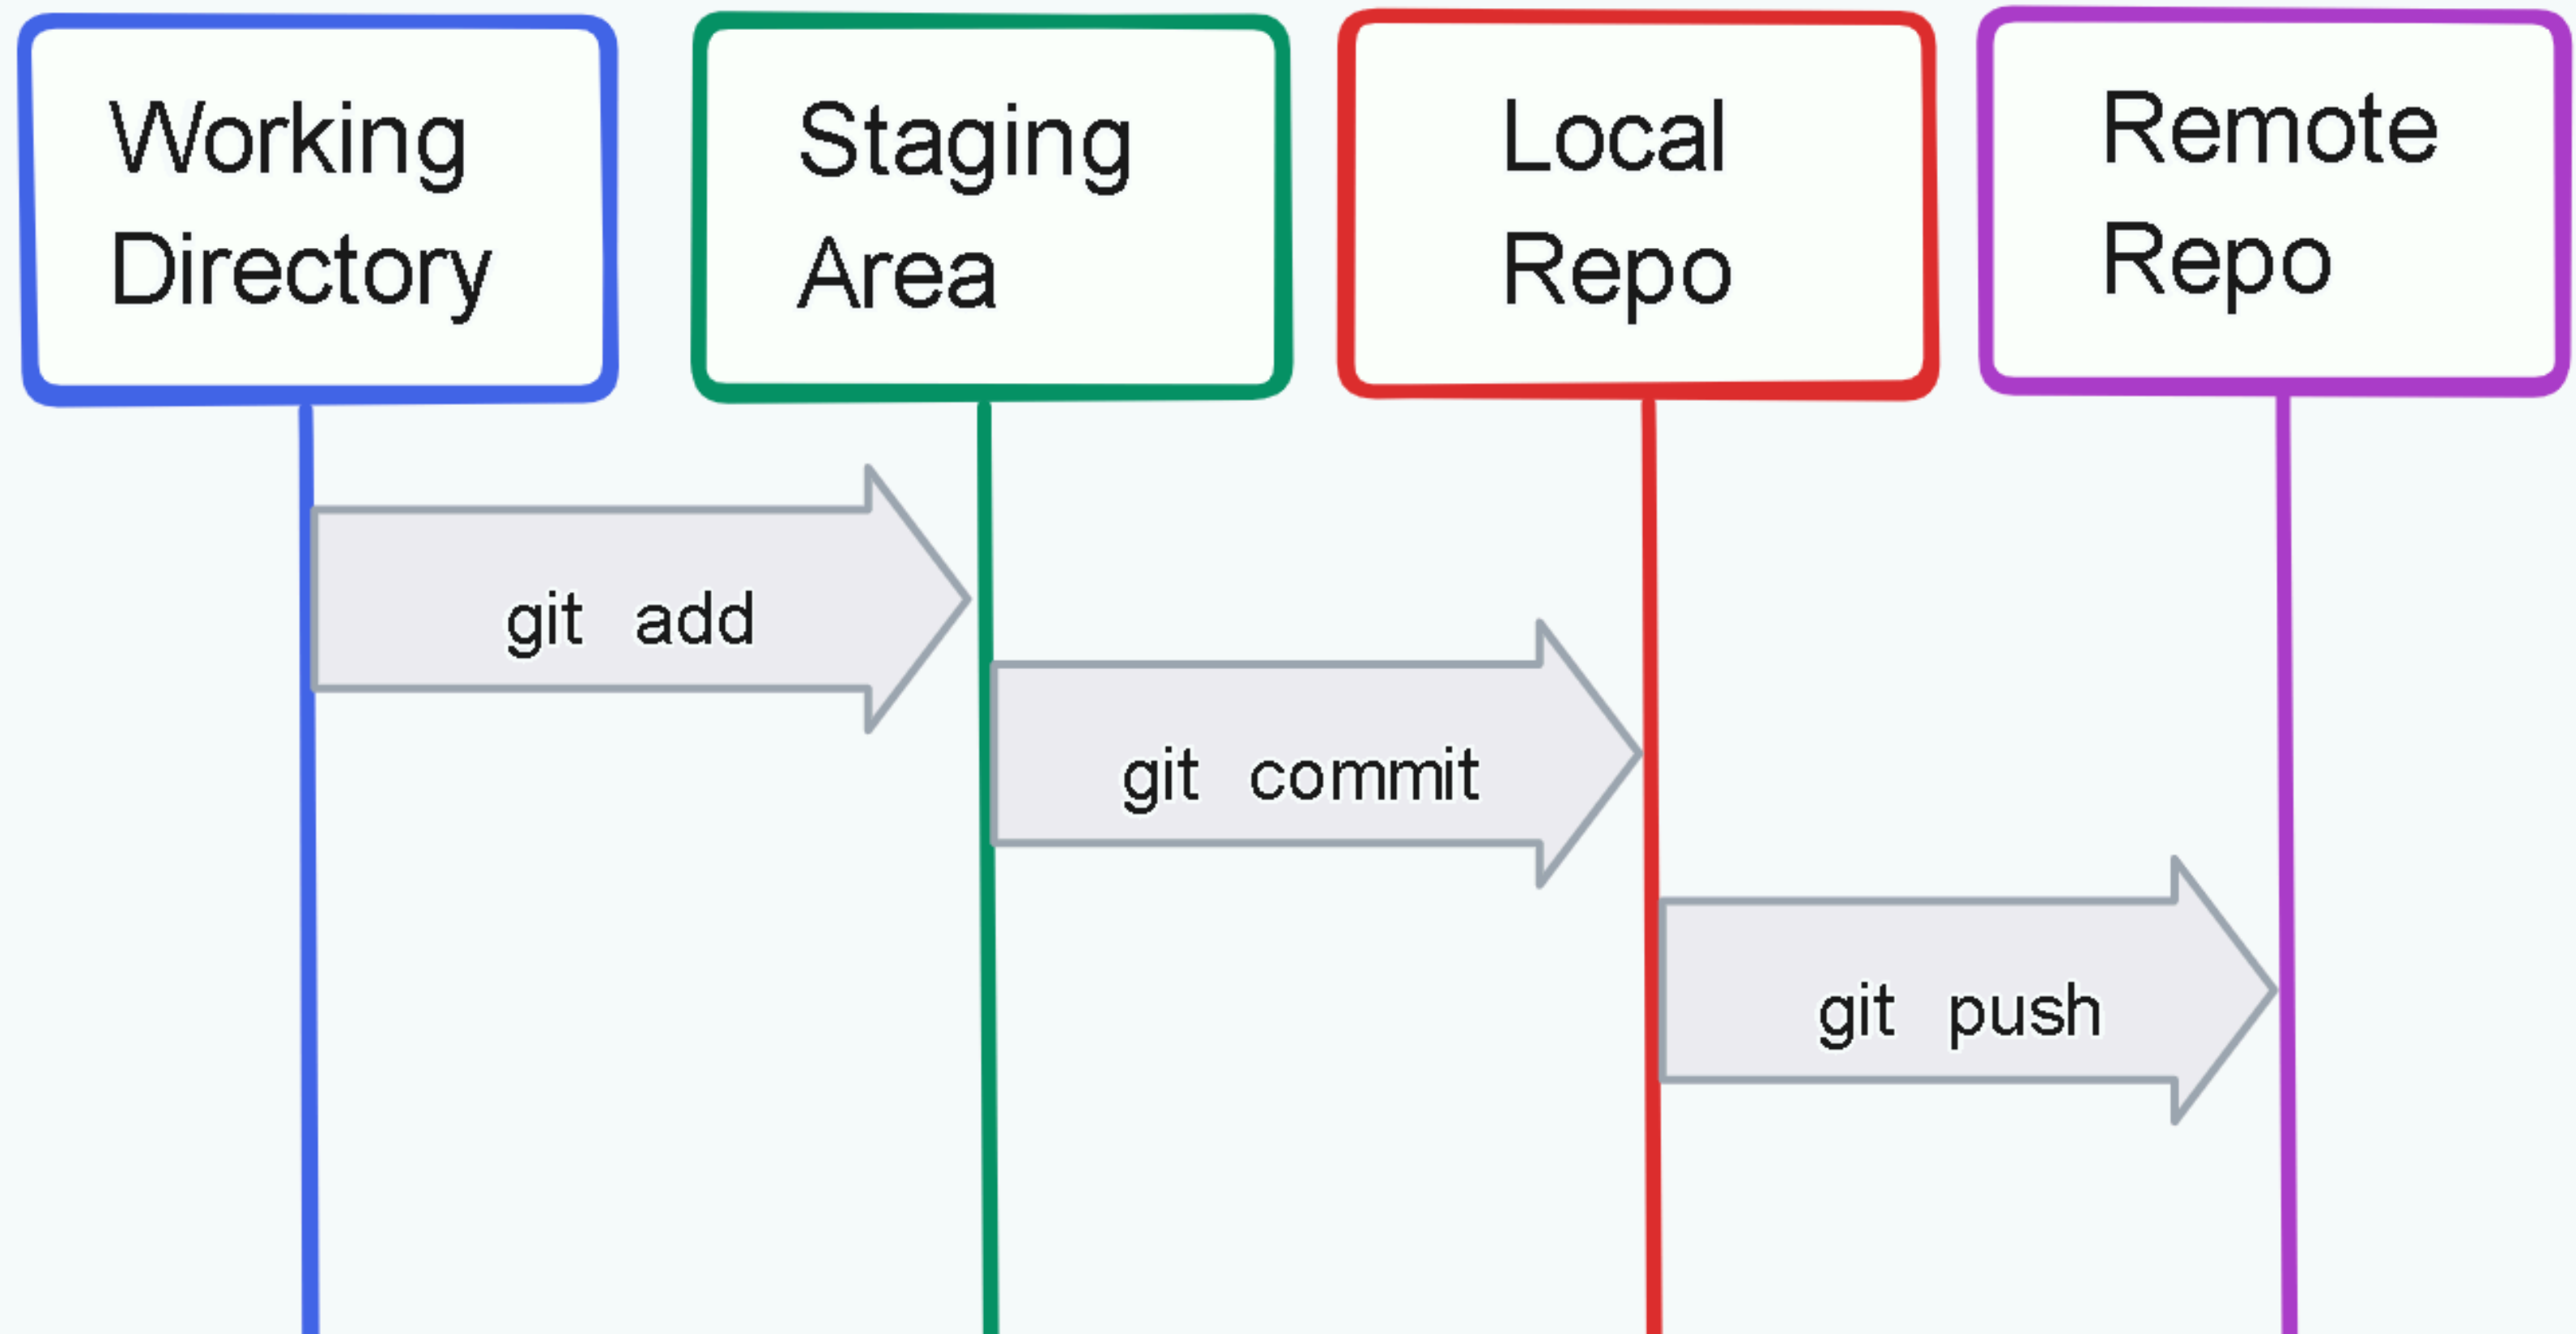 Working
Directory
Staging
Area
Local
Repo
Remote
Repo
git add
git commit
git push